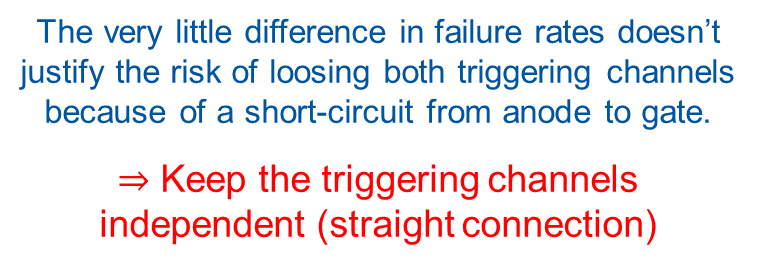 The very little difference in failure rates doesn’t
justify the risk of loosing both triggering channels
because of a short-circuit from anode to gate.
⇒ Keep the triggering channels
independent (straight connection)